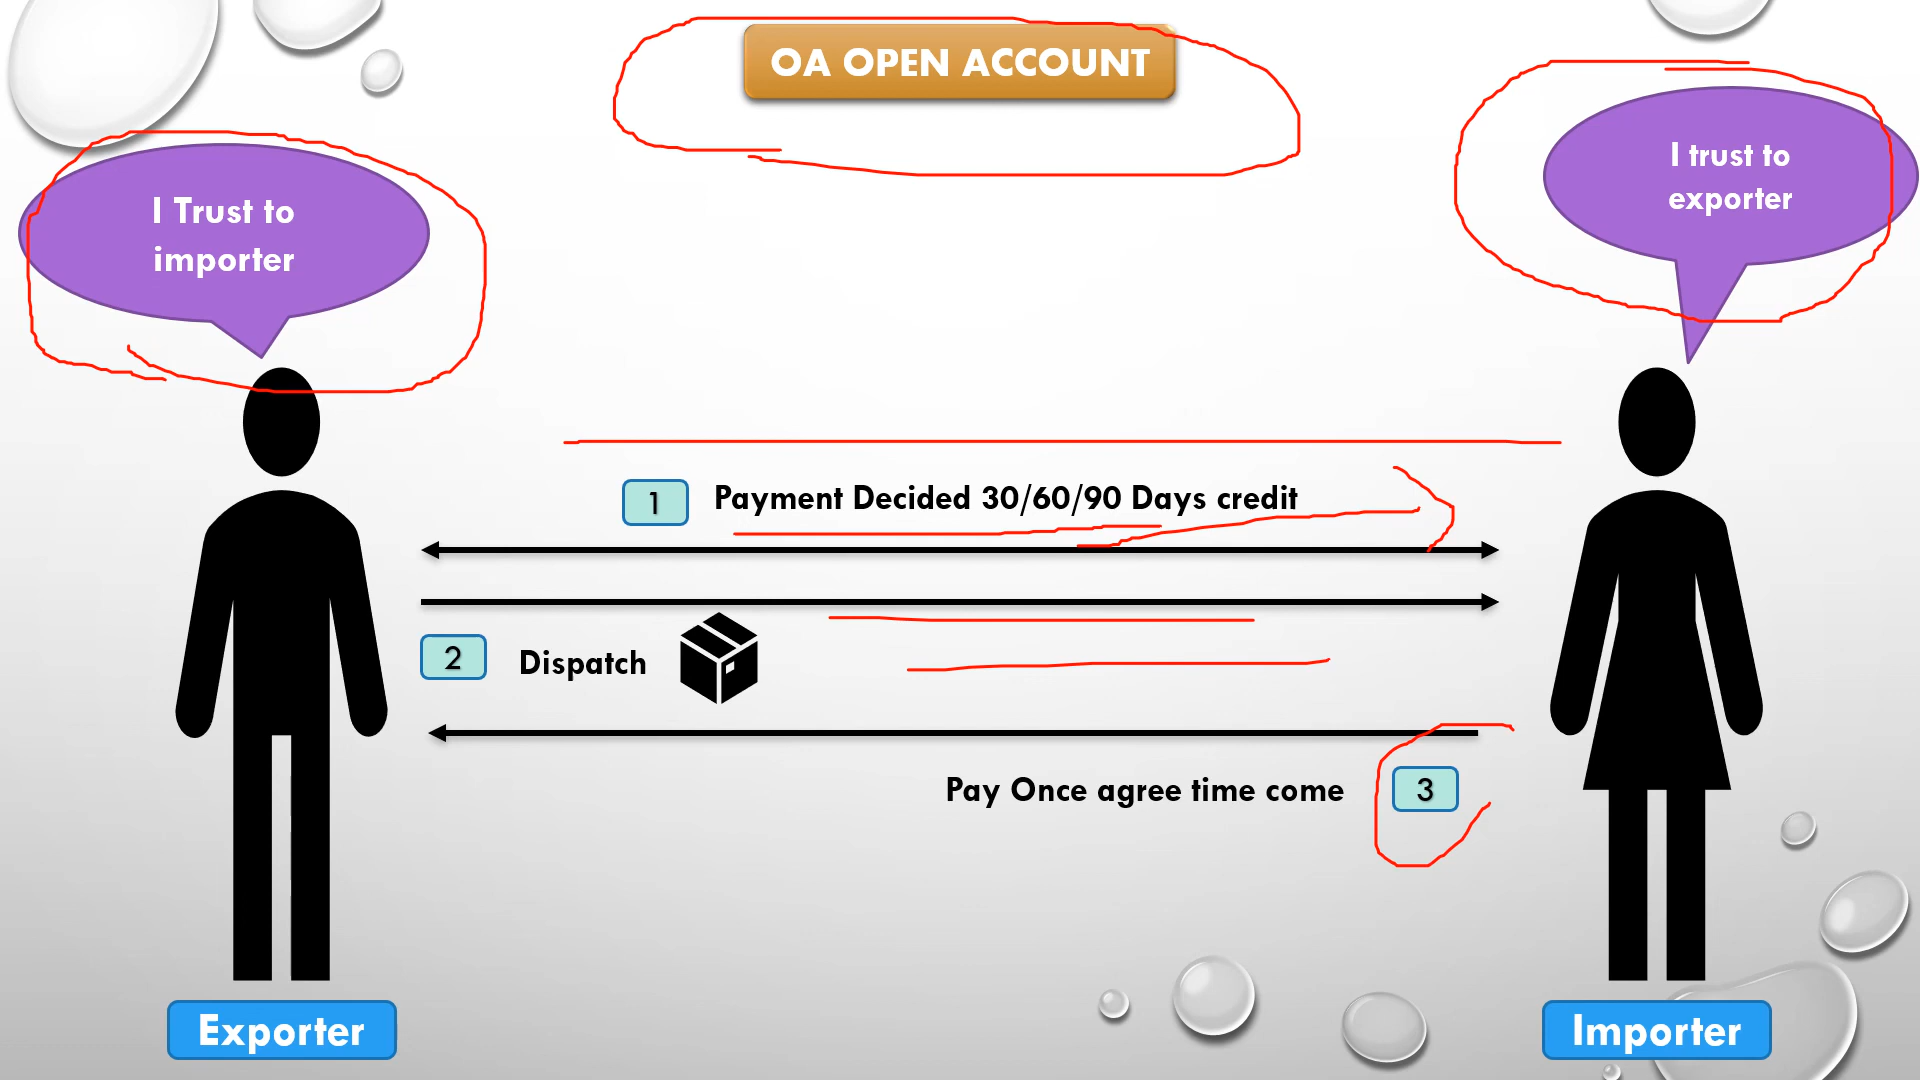 OA OPEN ACCOUNT
I Trust to
importer
I trust to
exporter
1 Payment Decided 30/60/90 Days credit
2 Dispatch
Pay Once agree time come 3
Exporter
Importer